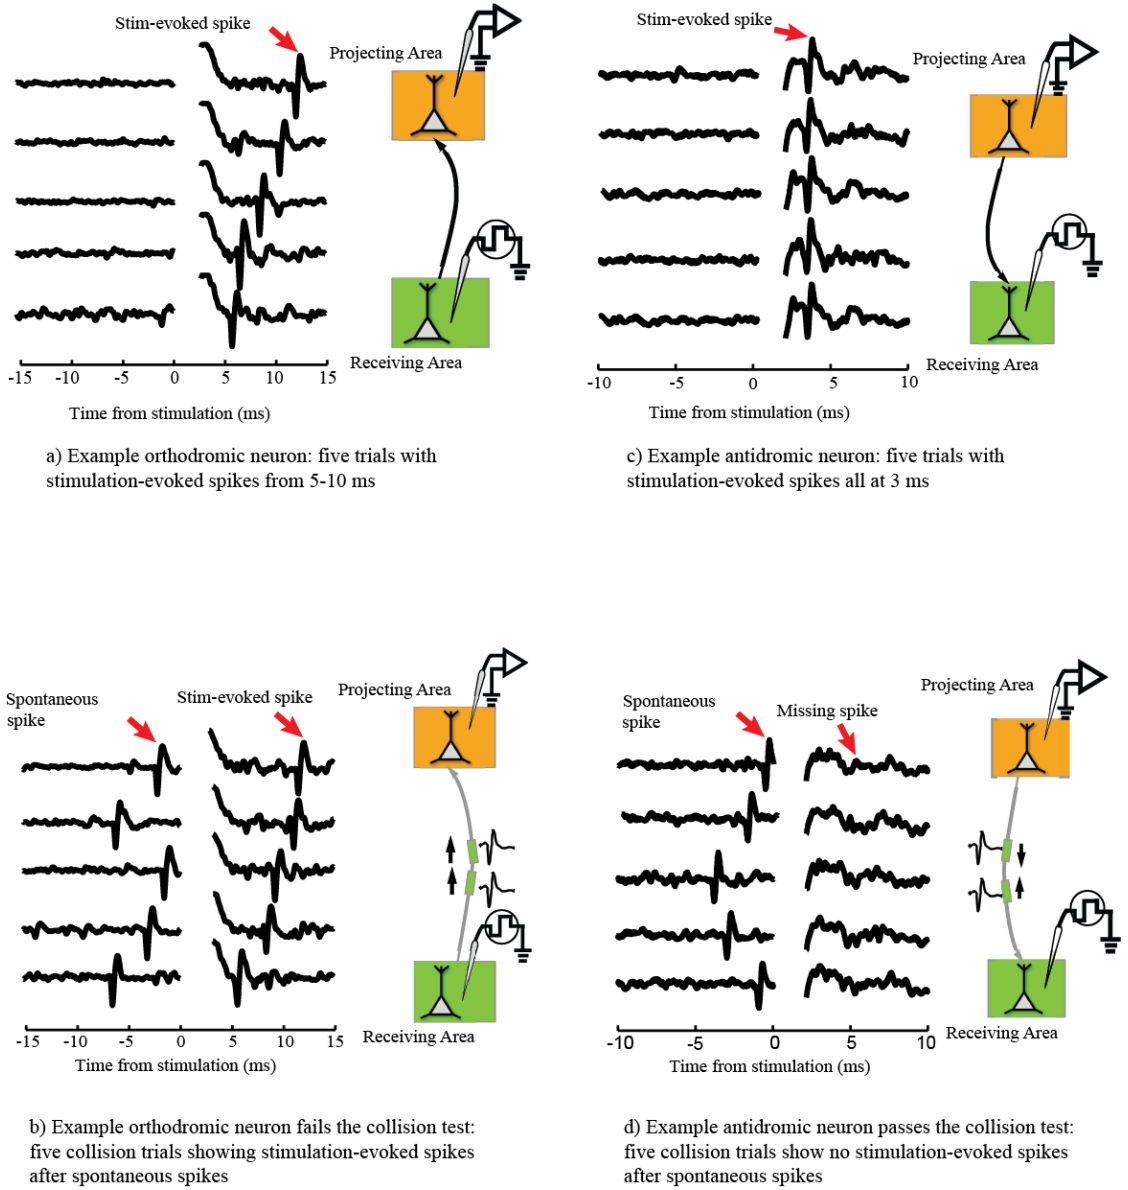 Stim-evoked spike
Projecting Area
Receiving Area
-15 -10 -5 0 5 10 15
Time from stimulation (ms)
a) Example orthodromic neuron: five trials with
stimulation-evoked spikes from 5-10 ms
Stim-evoked spike
Projecting Area
Receiving Area
-10 -5 0 5 10
Time from stimulation (ms)
c) Example antidromic neuron: five trials with
stimulation-evoked spikes all at 3 ms
Spontaneous
spike
Stim-evoked spike
Projecting Area
Receiving Area
-15 -10 -5 0 5 10 15
Time from stimulation (ms)
b) Example orthodromic neuron fails the collision test:
five collision trials showing stimulation-evoked spikes
after spontaneous spikes
Spontaneous
spike
Missing spike
Projecting Area
Receiving Area
-10 -5 0 5 10
Time from stimulation (ms)
d) Example antidromic neuron passes the collision test:
five collision trials show no stimulation-evoked spikes
after spontaneous spikes